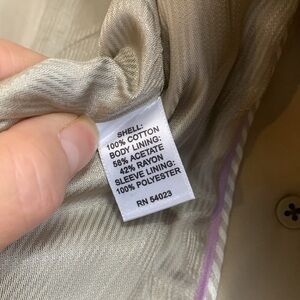 SHELL:
100% COTTON
BODY LINING:
58% ACETATE
42% RAYON
SLEEVE LINING:
100% POLYESTER
RN 54023